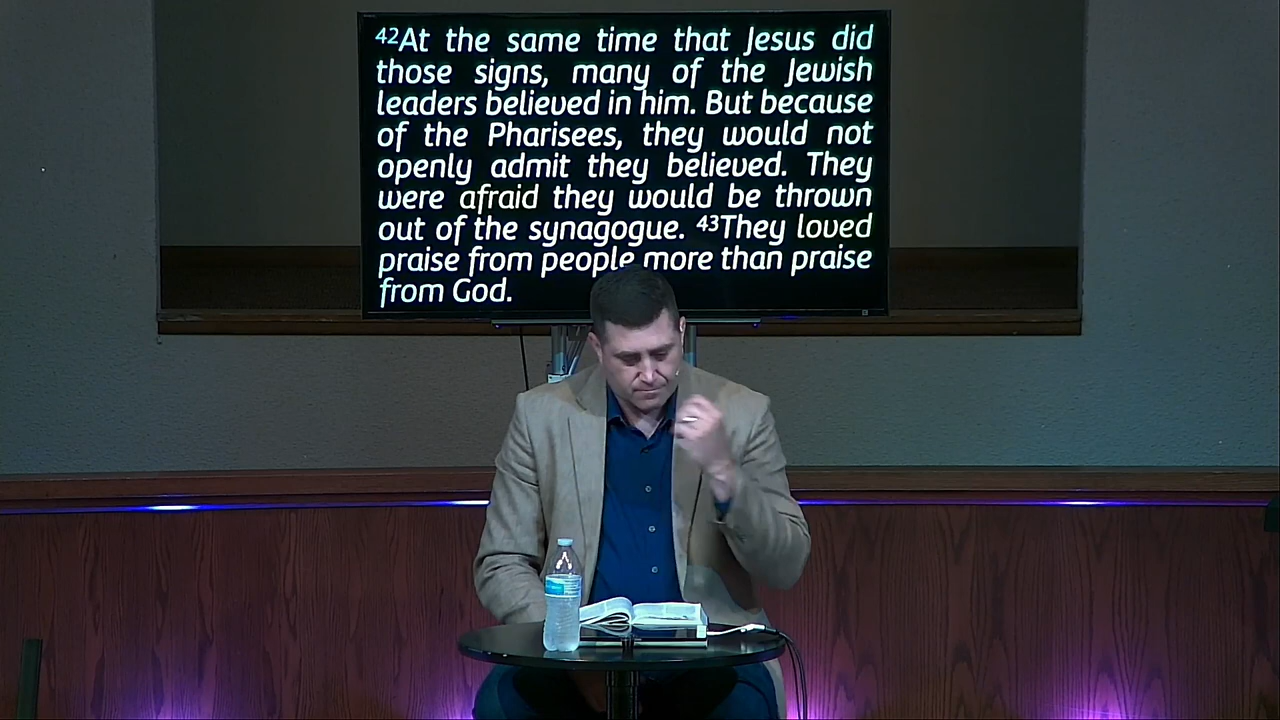 ⁴²At the same time that Jesus did
those signs, many of the Jewish
leaders believed in him. But because
of the Pharisees, they would not
openly admit they believed. They
were afraid they would be thrown
out of the synagogue. ⁴³They loved
praise from people more than praise
from God.